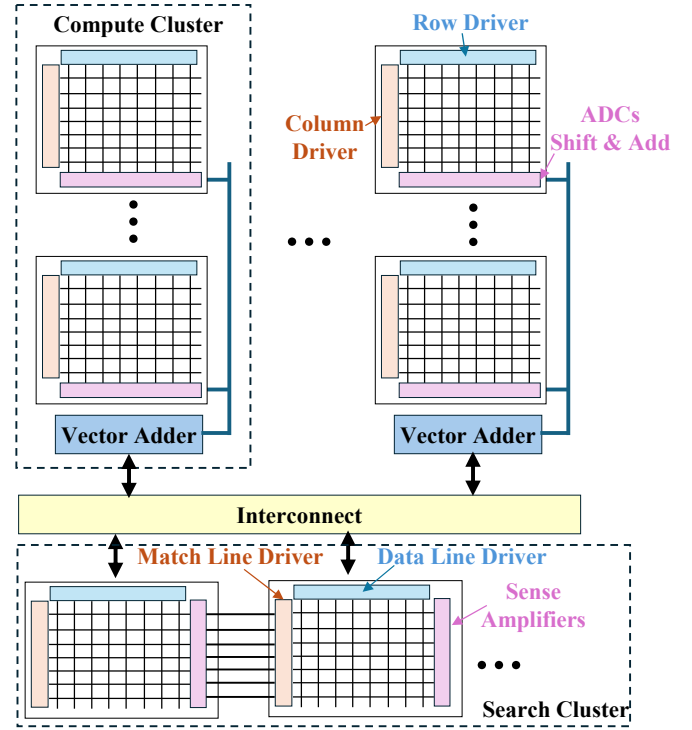 Compute Cluster
Row Driver
Column
Driver
ADCs
Shift & Add
Vector Adder
Vector Adder
Interconnect
Match Line Driver
Data Line Driver
Sense
Amplifiers
Search Cluster